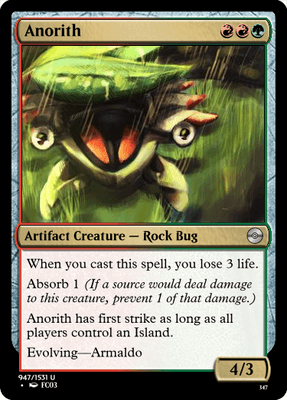 Anorith
Artifact Creature — Rock Bug
When you cast this spell, you lose 3 life.
Absorb 1 (If a source would deal damage
to this creature, prevent 1 of that damage.)
Anorith has first strike as long as all
players control an Island.
Evolving—Armaldo
4/3
947/1531 U
• FC03
147